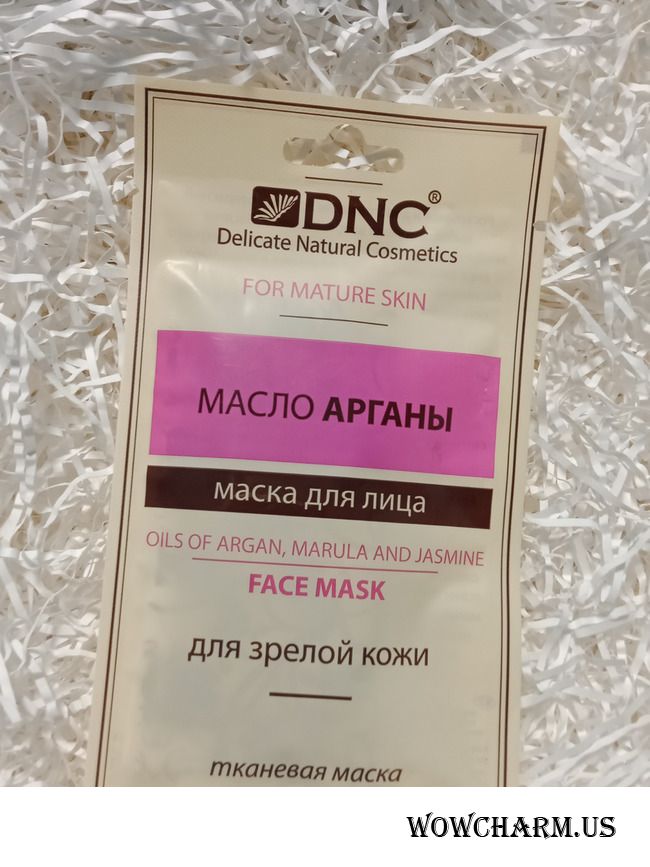 DNC®
Delicate Natural Cosmetics
FOR MATURE SKIN
МАСЛО АРГАНЫ
маска для лица
OILS OF ARGAN, MARULA AND JASMINE
FACE MASK
для зрелой кожи
тканевая маска
WOWCHARM.US